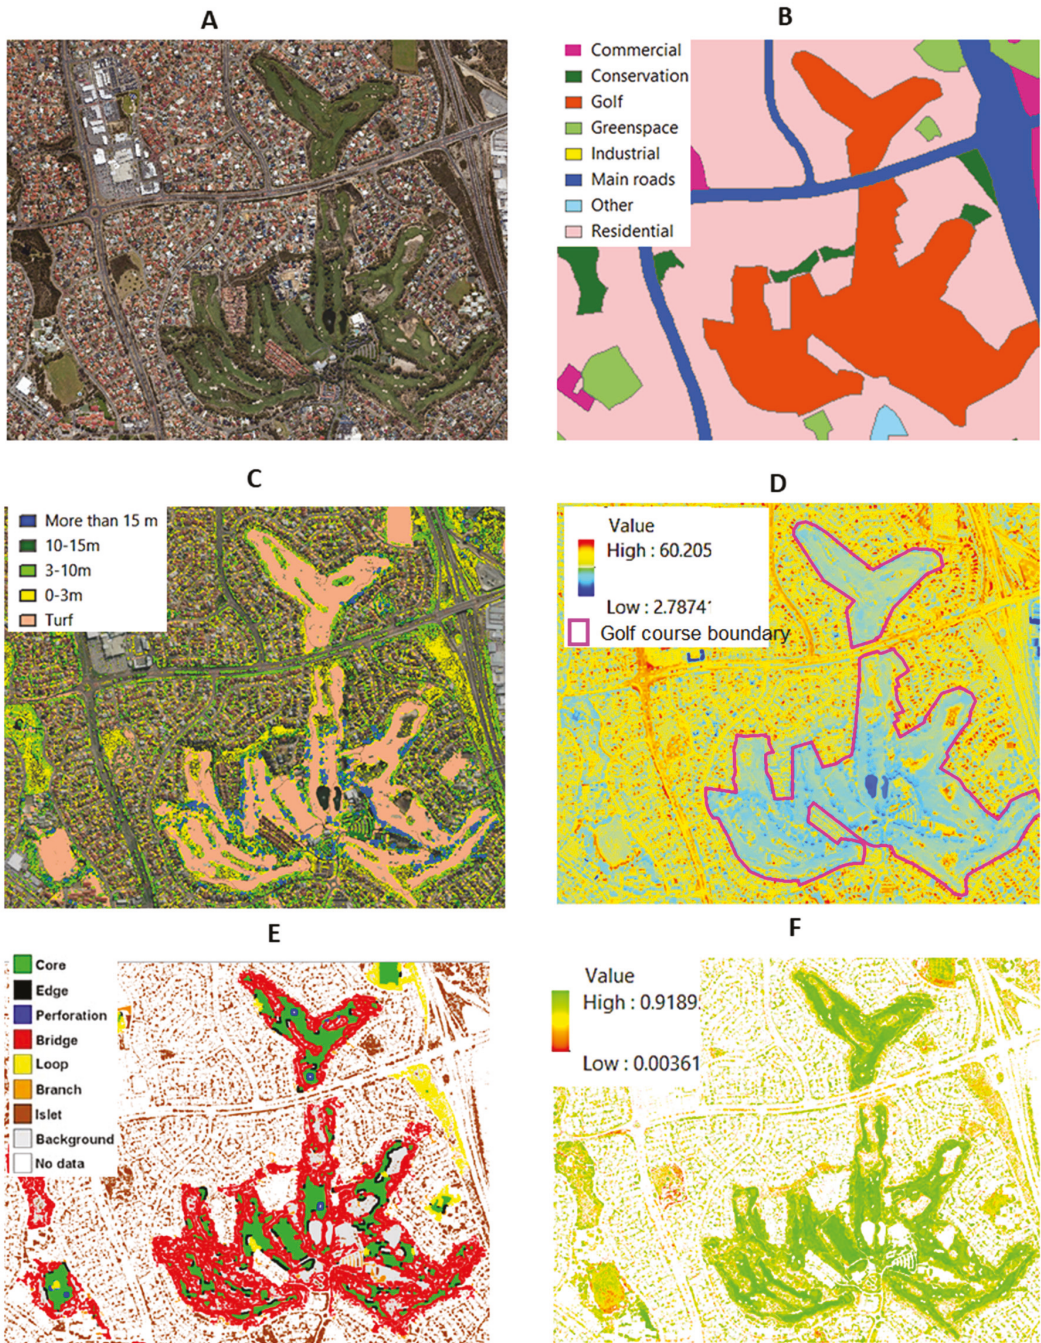 A
B
Commercial
Conservation
Golf
Greenspace
Industrial
Main roads
Other
Residential
C
More than 15 m
10-15m
3-10m
0-3m
Turf
D
Value
High : 60.205
Low : 2.7874
Golf course boundary
E
Core
Edge
Perforation
Bridge
Loop
Branch
Islet
Background
No data
F
Value
High : 0.9189
Low : 0.00361